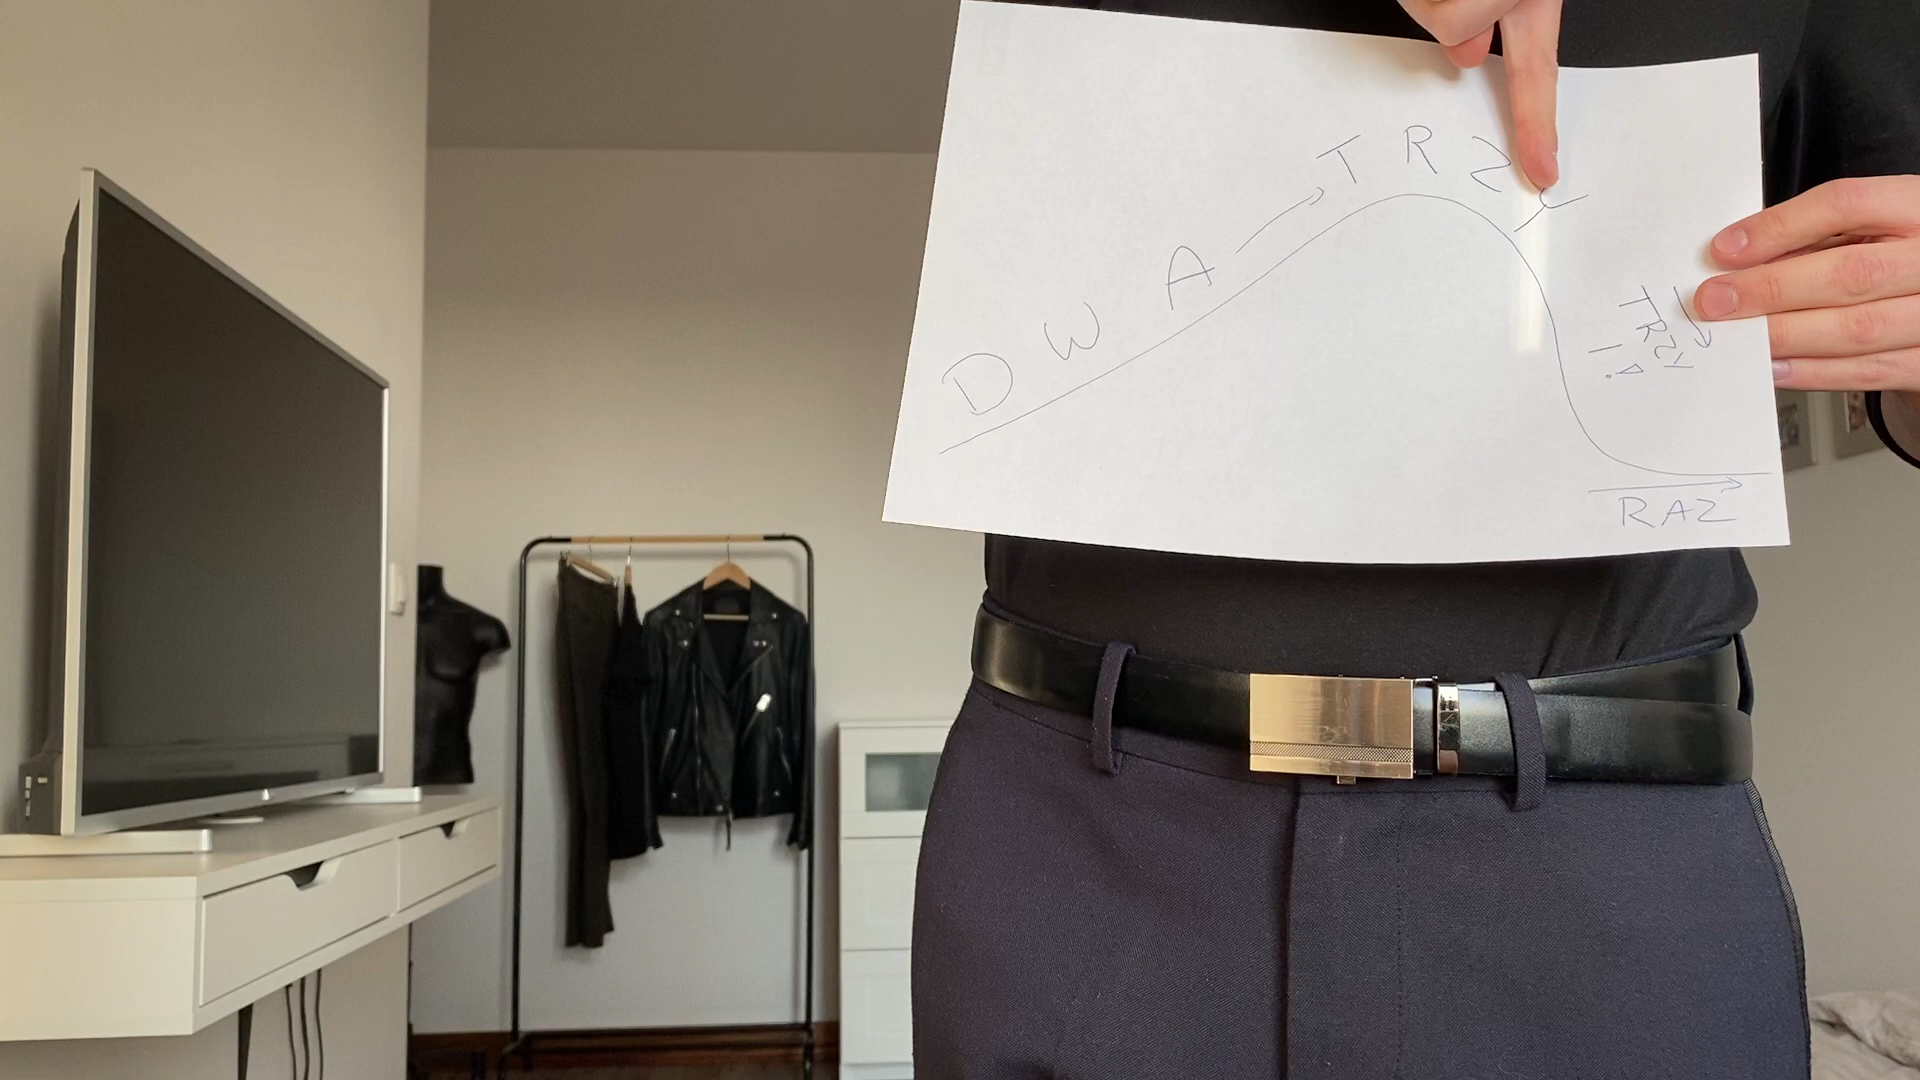 DWA → TRZY
TRZY →
!?
RAZ